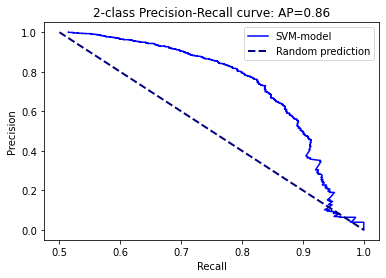 2-class Precision-Recall curve: AP=0.86
SVM-model
Random prediction
Precision
1.0
0.8
0.6
0.4
0.2
0.0
0.5 0.6 0.7 0.8 0.9 1.0
Recall